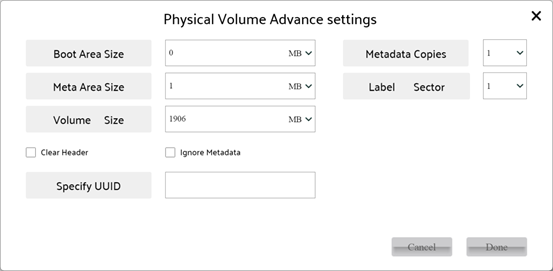 Physical Volume Advance settings
Boot Area Size 0 MB Metadata Copies 1
Meta Area Size 1 MB Label Sector 1
Volume Size 1906 MB
Clear Header Ignore Metadata
Specify UUID
Cancel Done